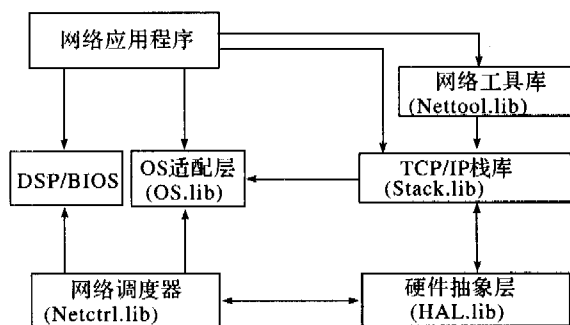 网络应用程序
网络工具库
(Nettool.lib)
DSP/BIOS
OS适配层
(OS.lib)
TCP/IP栈库
(Stack.lib)
网络调度器
(Netctrl.lib)
硬件抽象层
(HAL.lib)